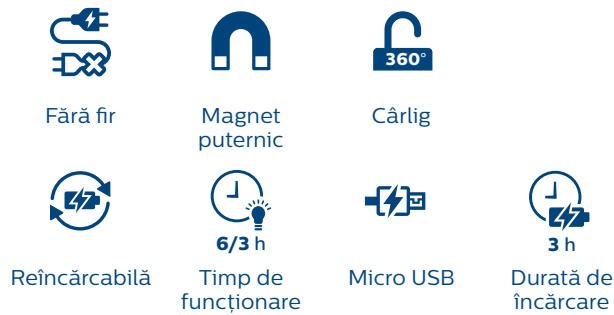 360°
Fără fir
Magnet
puternic
Cârlig
6/3 h
3 h
Reîncărcabilă
Timp de
funcționare
Micro USB
Durată de
încărcare